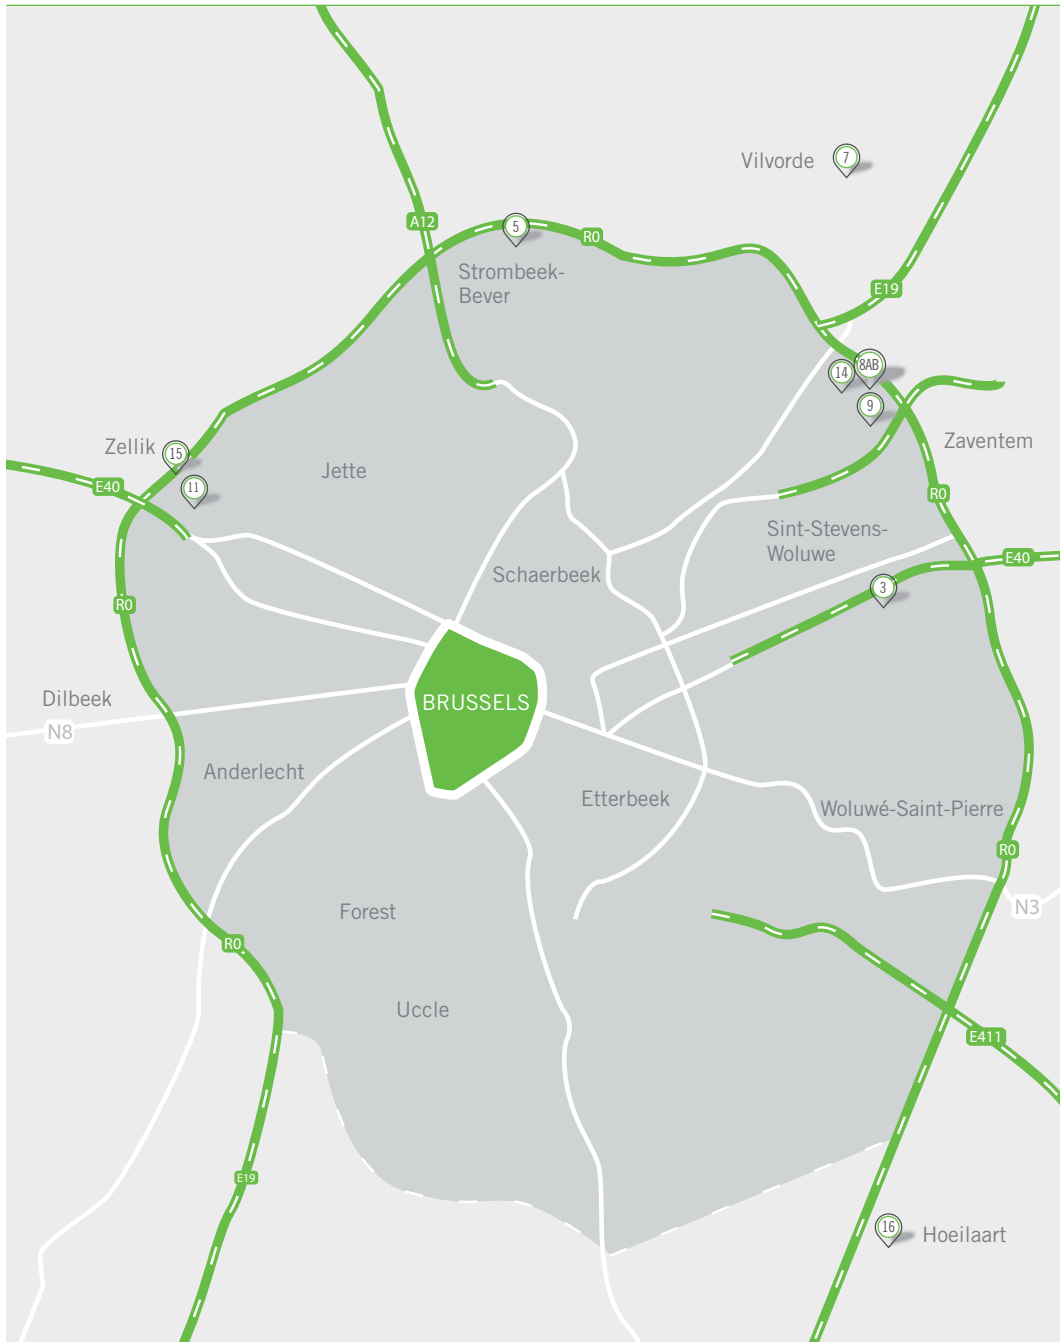 Vilvorde
7
A12
5
R0
Strombeek-
Bever
E19
8AB
14
9
Zellik
15
Zaventem
Jette
E40
11
R0
Sint-Stevens-
Woluwe
E40
Schaerbeek
3
R0
Dilbeek
BRUSSELS
N8
Anderlecht
Etterbeek
Woluwé-Saint-Pierre
R0
Forest
N3
R0
Uccle
E411
E19
16
Hoeilaart